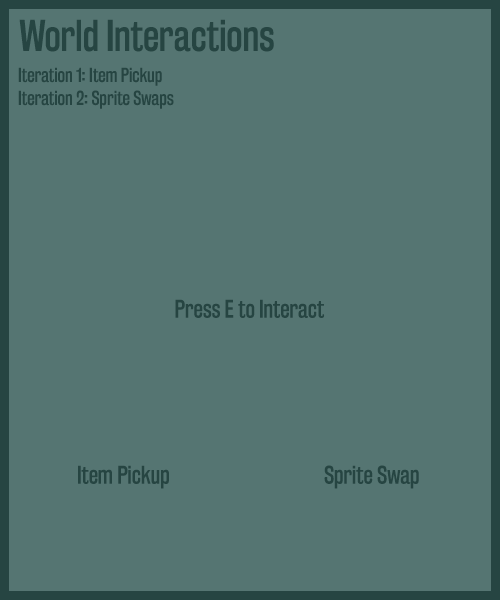 World Interactions
Iteration 1: Item Pickup
Iteration 2: Sprite Swaps
Press E to Interact
Item Pickup
Sprite Swap